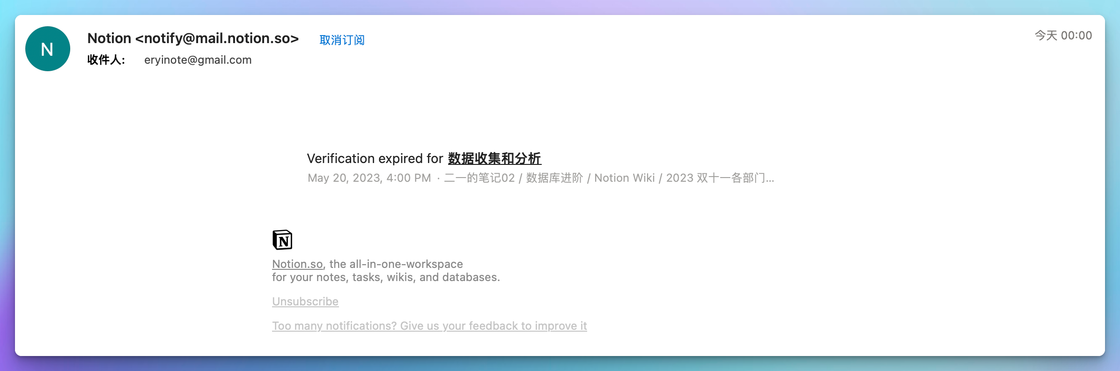 N
Notion <notify@mail.notion.so> 取消订阅
今天 00:00
收件人: eryinote@gmail.com
Verification expired for 数据收集和分析
May 20, 2023, 4:00 PM · 二一的笔记02 / 数据库进阶 / Notion Wiki / 2023 双十一各部门...
N
Notion.so, the all-in-one-workspace
for your notes, tasks, wikis, and databases.
Unsubscribe
Too many notifications? Give us your feedback to improve it